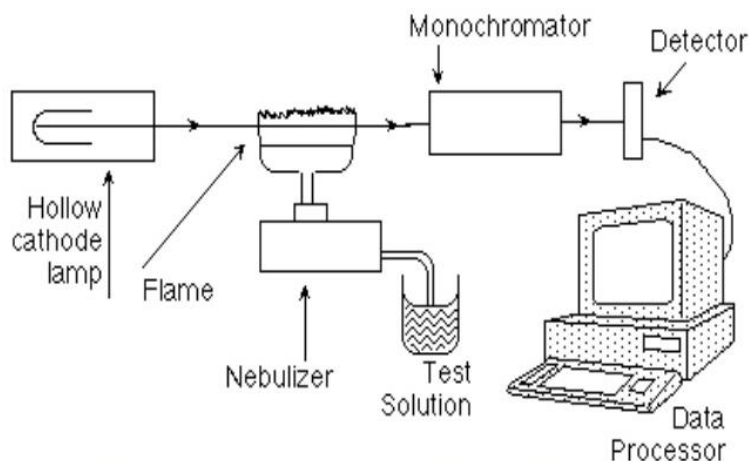 Monochromator
Detector
Hollow
cathode
lamp
Flame
Nebulizer
Test
Solution
Data
Processor